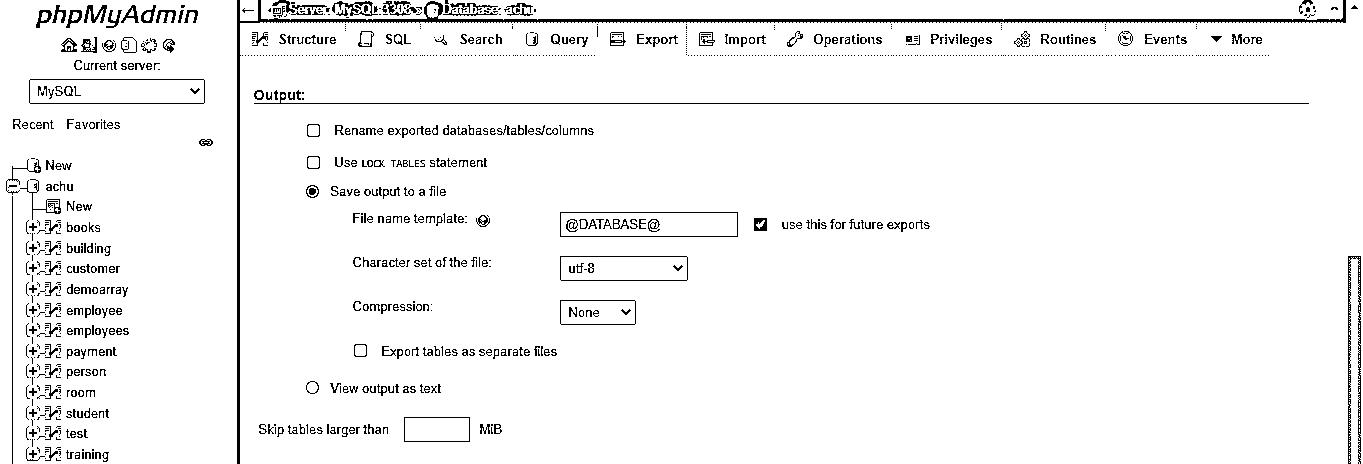 phpMyAdmin
Current server:
MySQL
Recent Favorites
New
achu
New
books
building
customer
demoarray
employee
employees
payment
person
room
student
test
training
Server: MySQL:3308 » Database: achu
Structure SQL Search Query Export Import Operations Privileges Routines Events More
Output:
Rename exported databases/tables/columns
Use LOCK TABLES statement
Save output to a file
File name template: @DATABASE@ use this for future exports
Character set of the file: utf-8
Compression: None
Export tables as separate files
View output as text
Skip tables larger than MiB